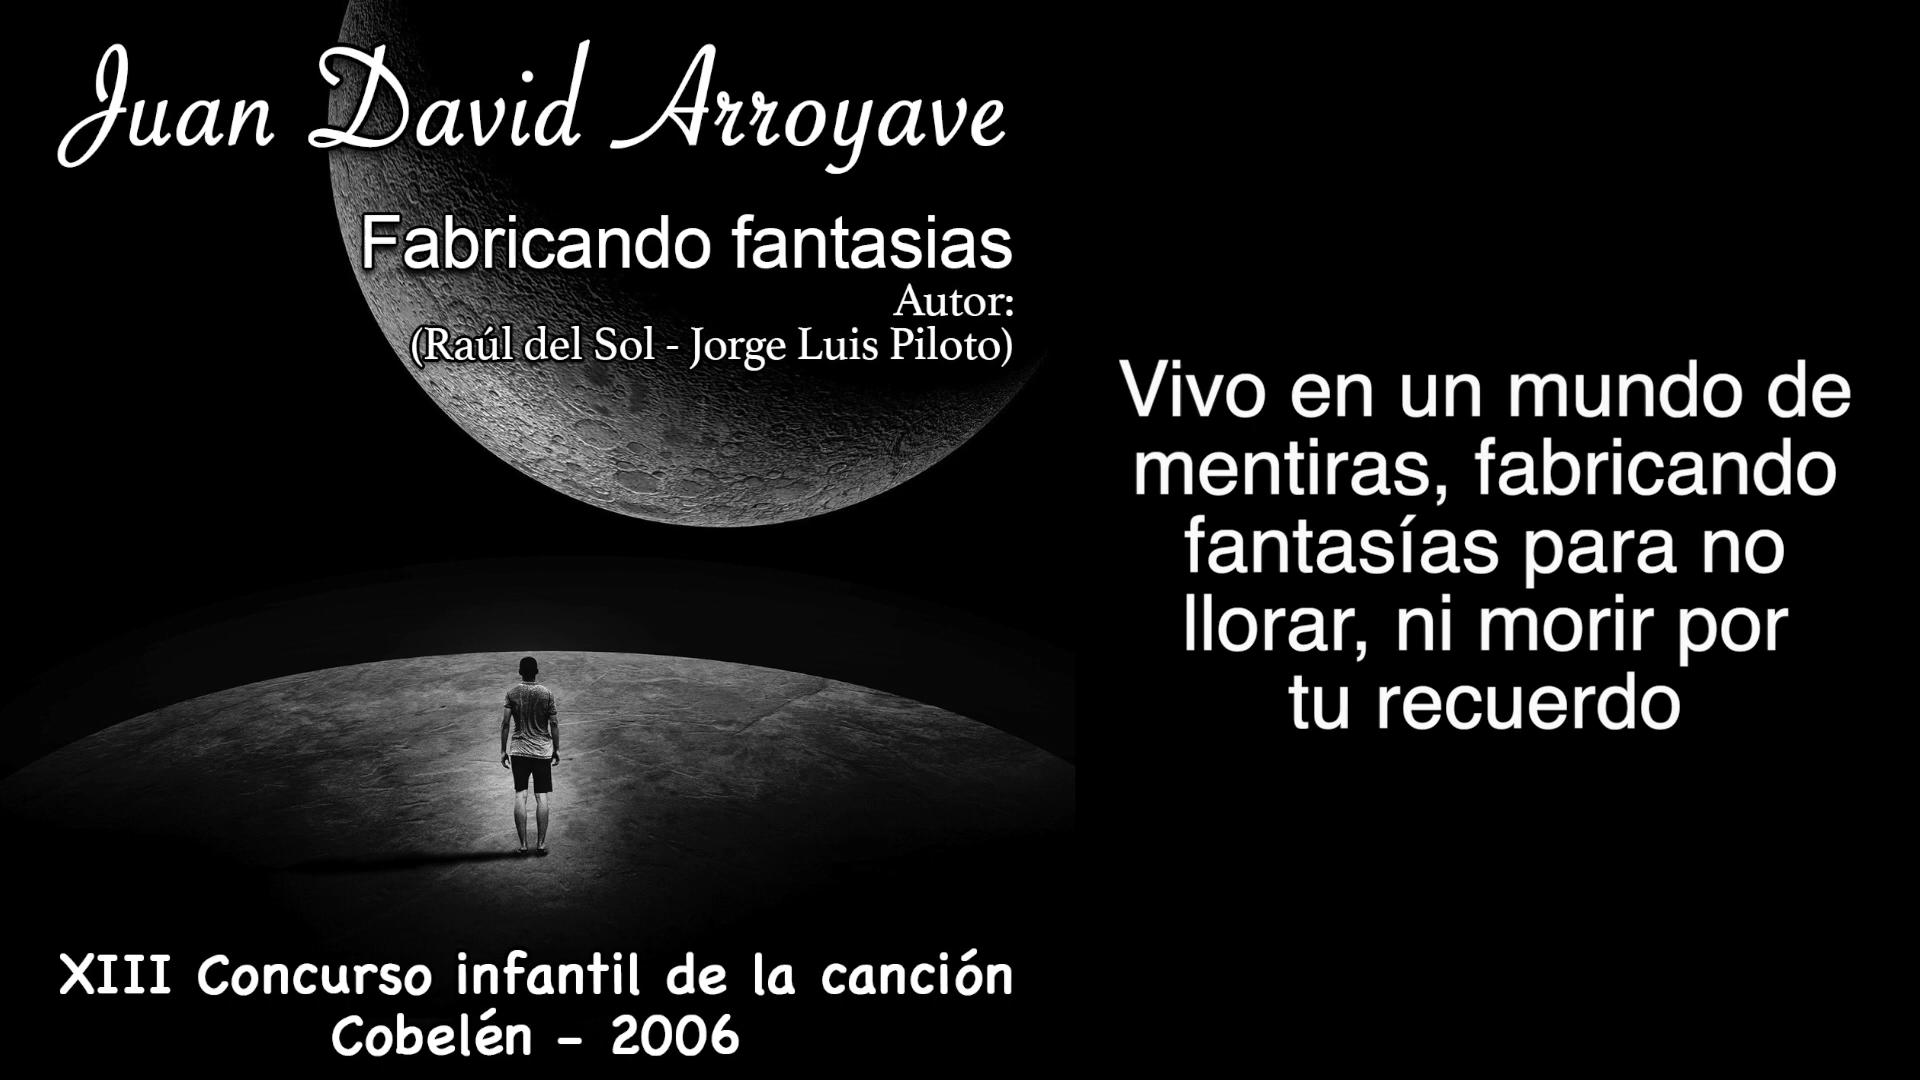 Juan David Arroyave
Fabricando fantasias
Autor:
(Raúl del Sol - Jorge Luis Piloto)
Vivo en un mundo de
mentiras, fabricando
fantasías para no
llorar, ni morir por
tu recuerdo
XIII Concurso infantil de la canción
Cobelén - 2006